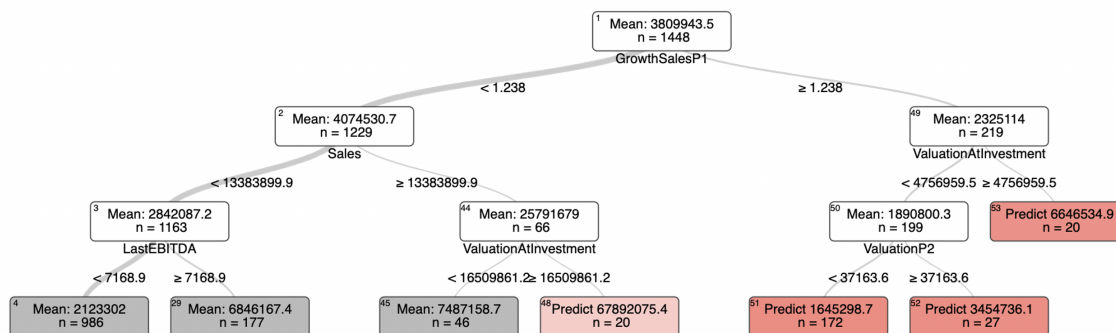 1 Mean: 3809943.5
n = 1448
GrowthSalesP1
< 1.238
≥ 1.238
2 Mean: 4074530.7
n = 1229
Sales
49 Mean: 2325114
n = 219
ValuationAtInvestment
< 13383899.9
≥ 13383899.9
< 4756959.5
≥ 4756959.5
3 Mean: 2842087.2
n = 1163
LastEBITDA
44 Mean: 25791679
n = 66
ValuationAtInvestment
50 Mean: 1890800.3
n = 199
ValuationP2
53 Predict 6646534.9
n = 20
< 7168.9
≥ 7168.9
< 16509861.2
≥ 16509861.2
< 37163.6
≥ 37163.6
4 Mean: 2123302
n = 986
29 Mean: 6846167.4
n = 177
45 Mean: 7487158.7
n = 46
48 Predict 67892075.4
n = 20
51 Predict 1645298.7
n = 172
52 Predict 3454736.1
n = 27